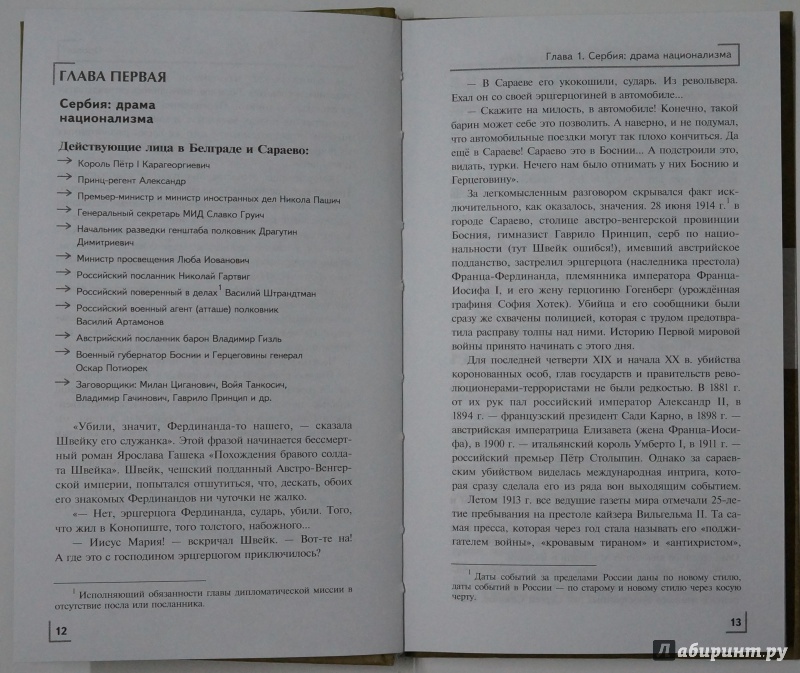 ГЛАВА ПЕРВАЯ
Сербия: драма
национализма
Действующие лица в Белграде и Сараево:
Король Пётр I Карагеоргиевич
Принц-регент Александр
Премьер-министр и министр иностранных дел Никола Пашич
Генеральный секретарь МИД Славко Груич
Начальник разведки генштаба полковник Драгутин
Димитриевич
Министр просвещения Люба Иованович
Российский посланник Николай Гартвиг
Российский поверенный в делах¹ Василий Штрандтман
Российский военный агент (атташе) полковник
Василий Артамонов
Австрийский посланник барон Владимир Гизль
Военный губернатор Боснии и Герцеговины генерал
Оскар Потиорек
Заговорщики: Милан Циганович, Войя Танкосич,
Владимир Гачинович, Гаврило Принцип и др.
«Убили, значит, Фердинанда-то нашего, — сказала
Швейку его служанка». Этой фразой начинается бессмерт-
ный роман Ярослава Гашека «Похождения бравого солда-
та Швейка». Швейк, чешский подданный Австро-Венгер-
ской империи, попытался отшутиться, что, дескать, обоих
его знакомых Фердинандов ни чуточки не жалко.
«— Нет, эрцгерцога Фердинанда, сударь, убили. Того,
что жил в Конопиште, того толстого, набожного...
— Иисус Мария! — вскричал Швейк. — Вот-те на!
А где это с господином эрцгерцогом приключилось?
¹ Исполняющий обязанности главы дипломатической миссии в
отсутствие посла или посланника.
12
Глава 1. Сербия: драма национализма
— В Сараеве его укокошили, сударь. Из револьвера.
Ехал он со своей эрцгерцогиней в автомобиле...
— Скажите на милость, в автомобиле! Конечно, такой
барин может себе это позволить. А наверно, и не подумал,
что автомобильные поездки могут так плохо кончиться. Да
ещё в Сараеве! Сараево это в Боснии... А подстроили это,
видать, турки. Нечего нам было отнимать у них Боснию и
Герцеговину».
За легкомысленным разговором скрывался факт иск-
лючительного, как оказалось, значения. 28 июня 1914 г.¹ в
городе Сараево, столице австро-венгерской провинции
Босния, гимназист Гаврило Принцип, серб по нацио-
нальности (тут Швейк ошибся!), имевший австрийское
подданство, застрелил эрцгерцога (наследника престола)
Франца-Фердинанда, племянника императора Франца-
Иосифа I, и его жену герцогиню Гогенберг (урождённая
графиня София Хотек). Убийца и его сообщники были
сразу же схвачены полицией, которая с трудом предотвра-
тила расправу толпы над ними. Историю Первой мировой
войны принято начинать с этого дня.
Для последней четверти XIX и начала XX в. убийства
коронованных особ, глав государств и правительств рево-
люционерами-террористами не были редкостью. В 1881 г.
от их рук пал российский император Александр II, в
1894 г. — французский президент Сади Карно, в 1898 г. —
австрийская императрица Елизавета (жена Франца-Иоси-
фа), в 1900 г. — итальянский король Умберто I, в 1911 г. —
российский премьер Пётр Столыпин. Однако за сараев-
ским убийством виделась международная интрига, кото-
рая сразу сделала его из ряда вон выходящим событием.
Летом 1913 г. все ведущие газеты мира отмечали 25-ле-
тие пребывания на престоле кайзера Вильгельма II. Та са-
мая пресса, которая через год стала называть его «поджи-
гателем войны», «кровавым тираном» и «антихристом»,
¹ Даты событий за пределами России даны по новому стилю,
даты событий в России — по старому и новому стилю через косую
черту.
13
Лабиринт.ру